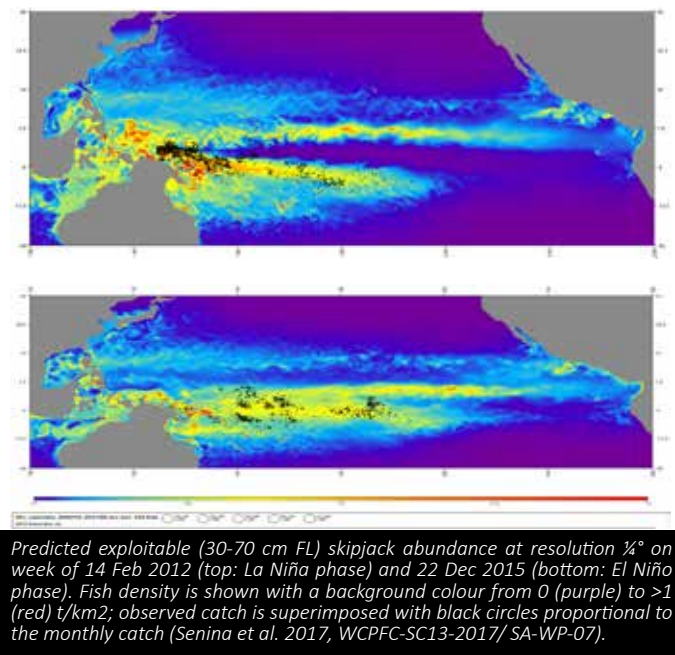 Predicted exploitable (30-70 cm FL) skipjack abundance at resolution ¼° on
week of 14 Feb 2012 (top: La Niña phase) and 22 Dec 2015 (bottom: El Niño
phase). Fish density is shown with a background colour from 0 (purple) to >1
(red) t/km2; observed catch is superimposed with black circles proportional to
the monthly catch (Senina et al. 2017, WCPFC-SC13-2017/ SA-WP-07).